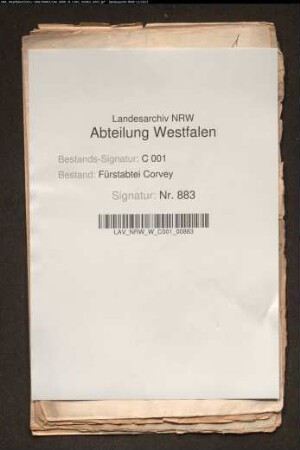 Landesarchiv NRW
Abteilung Westfalen
Bestands-Signatur: C 001
Bestand: Fürstabtei Corvey
Signatur: Nr. 883
LAV_NRW_W_C001_00883